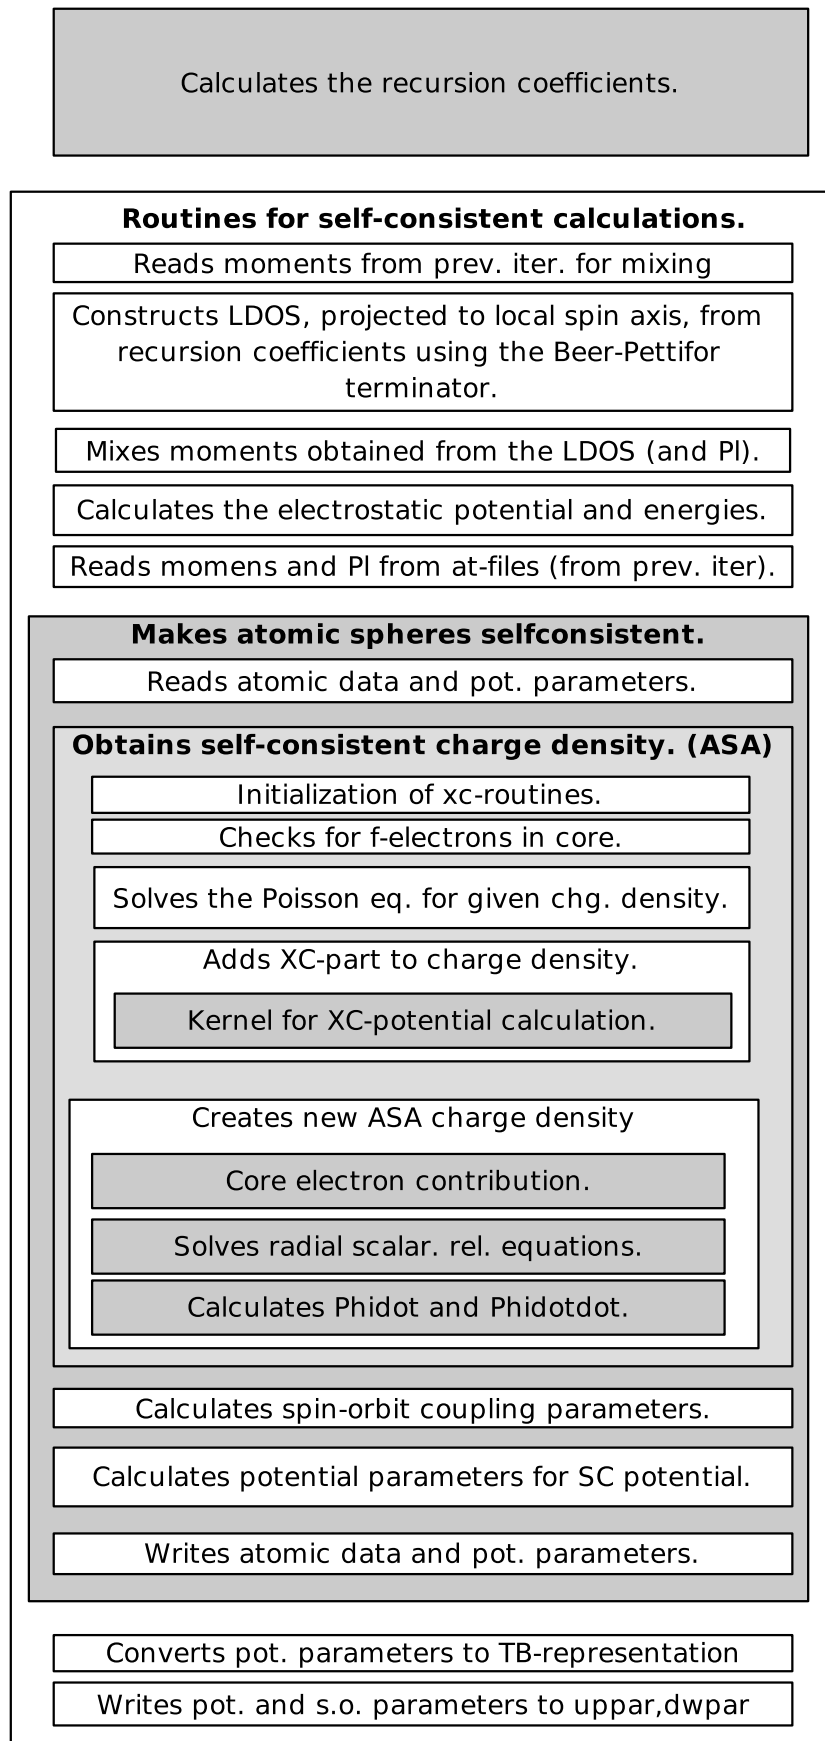 Calculates the recursion coefficients.
Routines for self-consistent calculations.
Reads moments from prev. iter. for mixing
Constructs LDOS, projected to local spin axis, from
recursion coefficients using the Beer-Pettifor
terminator.
Mixes moments obtained from the LDOS (and Pl).
Calculates the electrostatic potential and energies.
Reads momens and Pl from at-files (from prev. iter).
Makes atomic spheres selfconsistent.
Reads atomic data and pot. parameters.
Obtains self-consistent charge density. (ASA)
Initialization of xc-routines.
Checks for f-electrons in core.
Solves the Poisson eq. for given chg. density.
Adds XC-part to charge density.
Kernel for XC-potential calculation.
Creates new ASA charge density
Core electron contribution.
Solves radial scalar. rel. equations.
Calculates Phidot and Phidotdot.
Calculates spin-orbit coupling parameters.
Calculates potential parameters for SC potential.
Writes atomic data and pot. parameters.
Converts pot. parameters to TB-representation
Writes pot. and s.o. parameters to uppar,dwpar